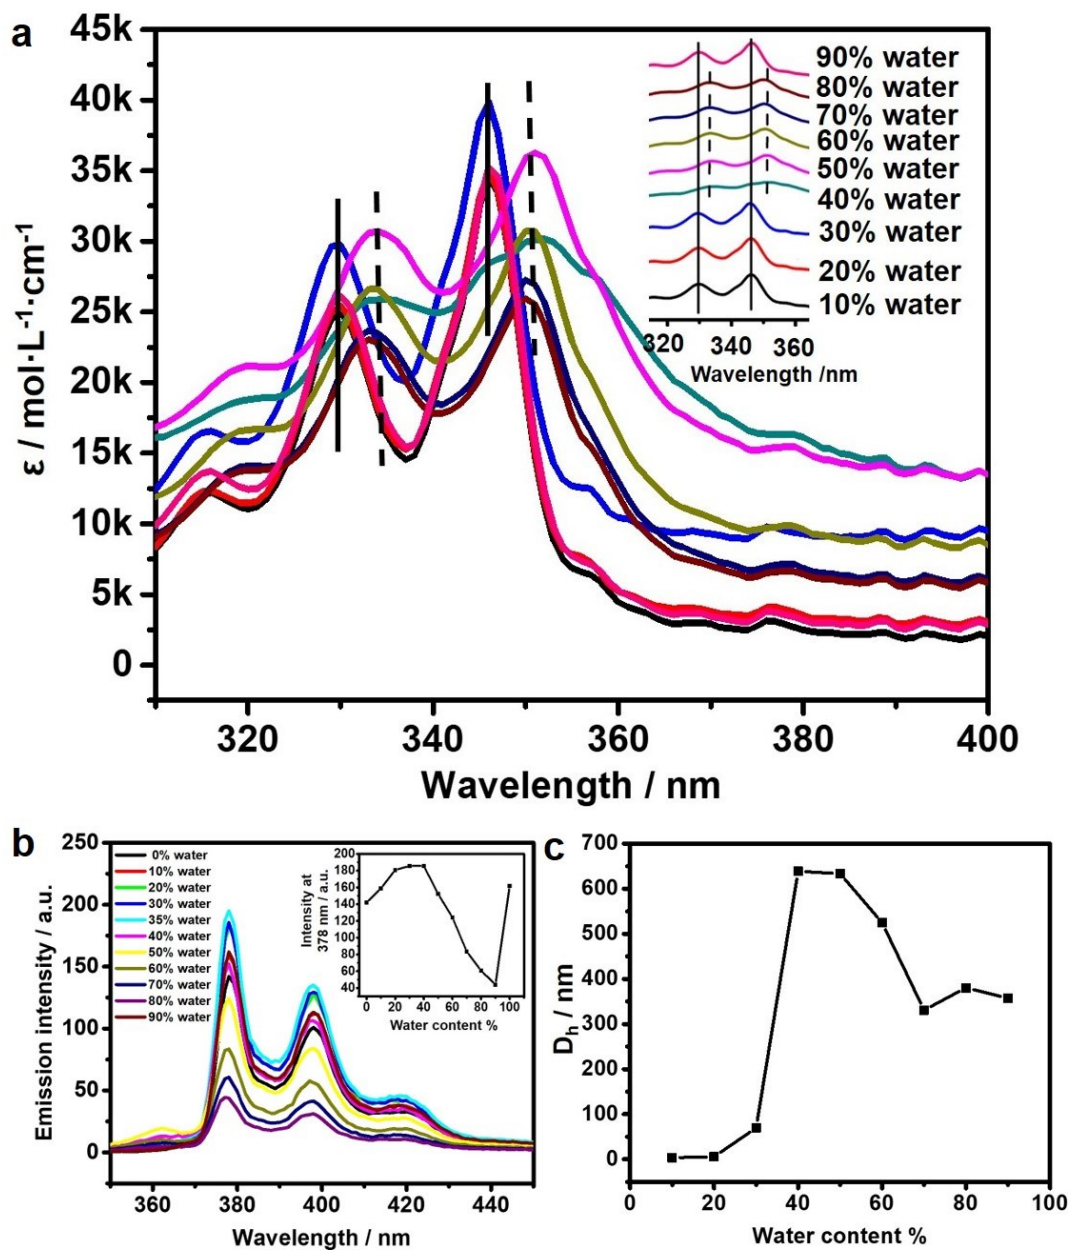 a
45k
40k
35k
30k
25k
20k
15k
10k
5k
0
ε / mol·L⁻¹·cm⁻¹
320
340
360
380
400
Wavelength / nm
90% water
80% water
70% water
60% water
50% water
40% water
30% water
20% water
10% water
320
340
360
Wavelength /nm
b
250
200
150
100
50
0
Emission intensity / a.u.
360
380
400
420
440
Wavelength / nm
0% water
10% water
20% water
30% water
35% water
40% water
50% water
60% water
70% water
80% water
90% water
Intensity at
378 nm / a.u.
200
180
160
140
120
100
80
60
40
0
20
40
60
80
100
Water content %
c
700
600
500
400
300
200
100
0
Dₕ / nm
0
20
40
60
80
100
Water content %